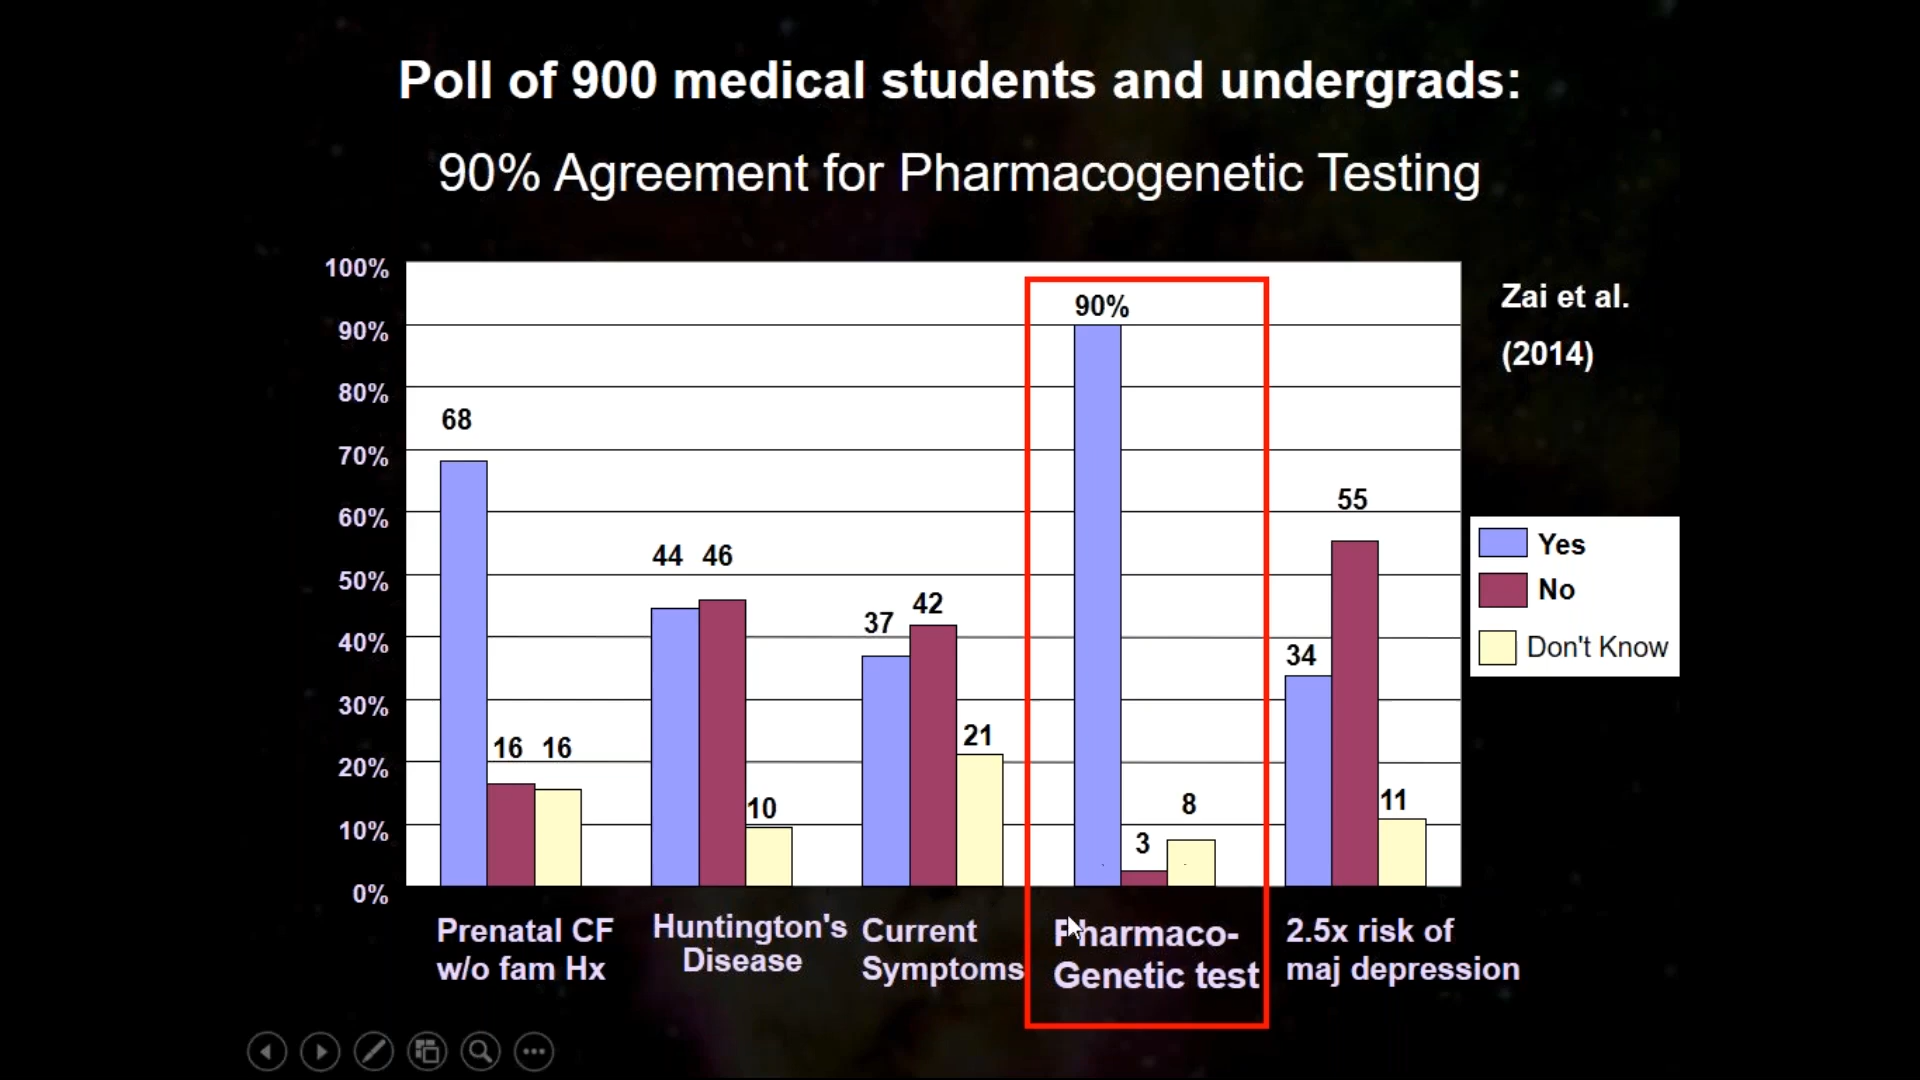 Poll of 900 medical students and undergrads:
90% Agreement for Pharmacogenetic Testing
100%
90%
80%
70%
60%
50%
40%
30%
20%
10%
0%
68
16 16
44 46
10
37
42
21
90%
3
8
34
55
11
Prenatal CF
w/o fam Hx
Huntington's
Disease
Current
Symptoms
Pharmaco-
Genetic test
2.5x risk of
maj depression
Zai et al.
(2014)
Yes
No
Don't Know